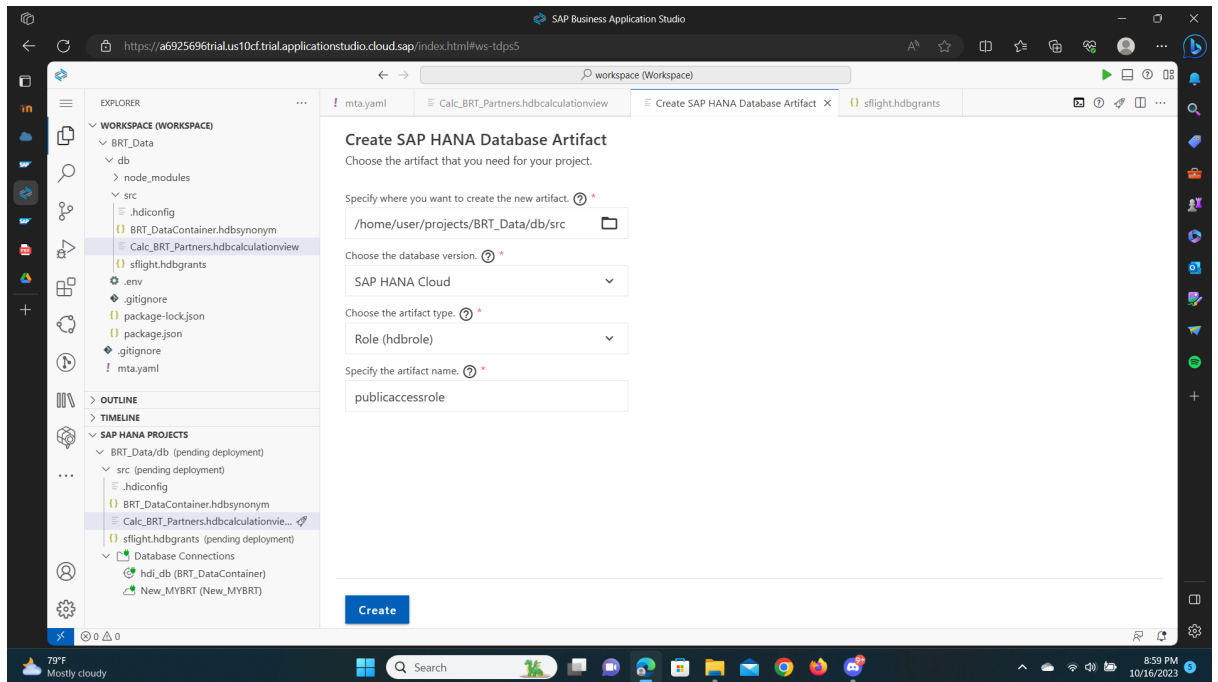 SAP Business Application Studio
https://a6925696trial.us10cf.trial.applicationstudio.cloud.sap/index.html#ws-tdps5
workspace (Workspace)
EXPLORER
WORKSPACE (WORKSPACE)
BRT_Data
db
node_modules
src
.hdiconfig
BRT_DataContainer.hdbsynonym
Calc_BRT_Partners.hdbcalculationview
sflight.hdbgrants
.env
.gitignore
package-lock.json
package.json
.gitignore
mta.yaml
OUTLINE
TIMELINE
SAP HANA PROJECTS
BRT_Data/db (pending deployment)
src (pending deployment)
.hdiconfig
BRT_DataContainer.hdbsynonym
Calc_BRT_Partners.hdbcalculationvie...
sflight.hdbgrants (pending deployment)
Database Connections
hdi_db (BRT_DataContainer)
New_MYBRT (New_MYBRT)
mta.yaml Calc_BRT_Partners.hdbcalculationview Create SAP HANA Database Artifact sflight.hdbgrants
Create SAP HANA Database Artifact
Choose the artifact that you need for your project.
Specify where you want to create the new artifact. *
/home/user/projects/BRT_Data/db/src
Choose the database version. *
SAP HANA Cloud
Choose the artifact type. *
Role (hdbrole)
Specify the artifact name. *
publicaccessrole
Create
0 0
79°F
Mostly cloudy
Search
8:59 PM
10/16/2023